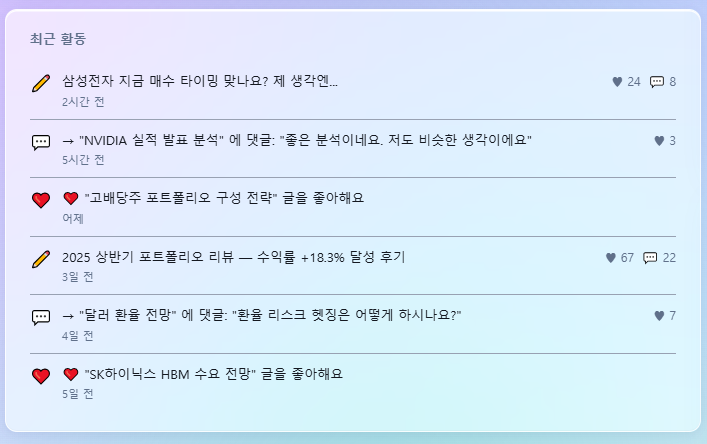 최근 활동
삼성전자 지금 매수 타이밍 맞나요? 제 생각엔... ♥ 24 💬 8
2시간 전
→ "NVIDIA 실적 발표 분석" 에 댓글: "좋은 분석이네요. 저도 비슷한 생각이에요" ♥ 3
5시간 전
❤️ "고배당주 포트폴리오 구성 전략" 글을 좋아해요
어제
2025 상반기 포트폴리오 리뷰 — 수익률 +18.3% 달성 후기 ♥ 67 💬 22
3일 전
→ "달러 환율 전망" 에 댓글: "환율 리스크 헷징은 어떻게 하시나요?" ♥ 7
4일 전
❤️ "SK하이닉스 HBM 수요 전망" 글을 좋아해요
5일 전